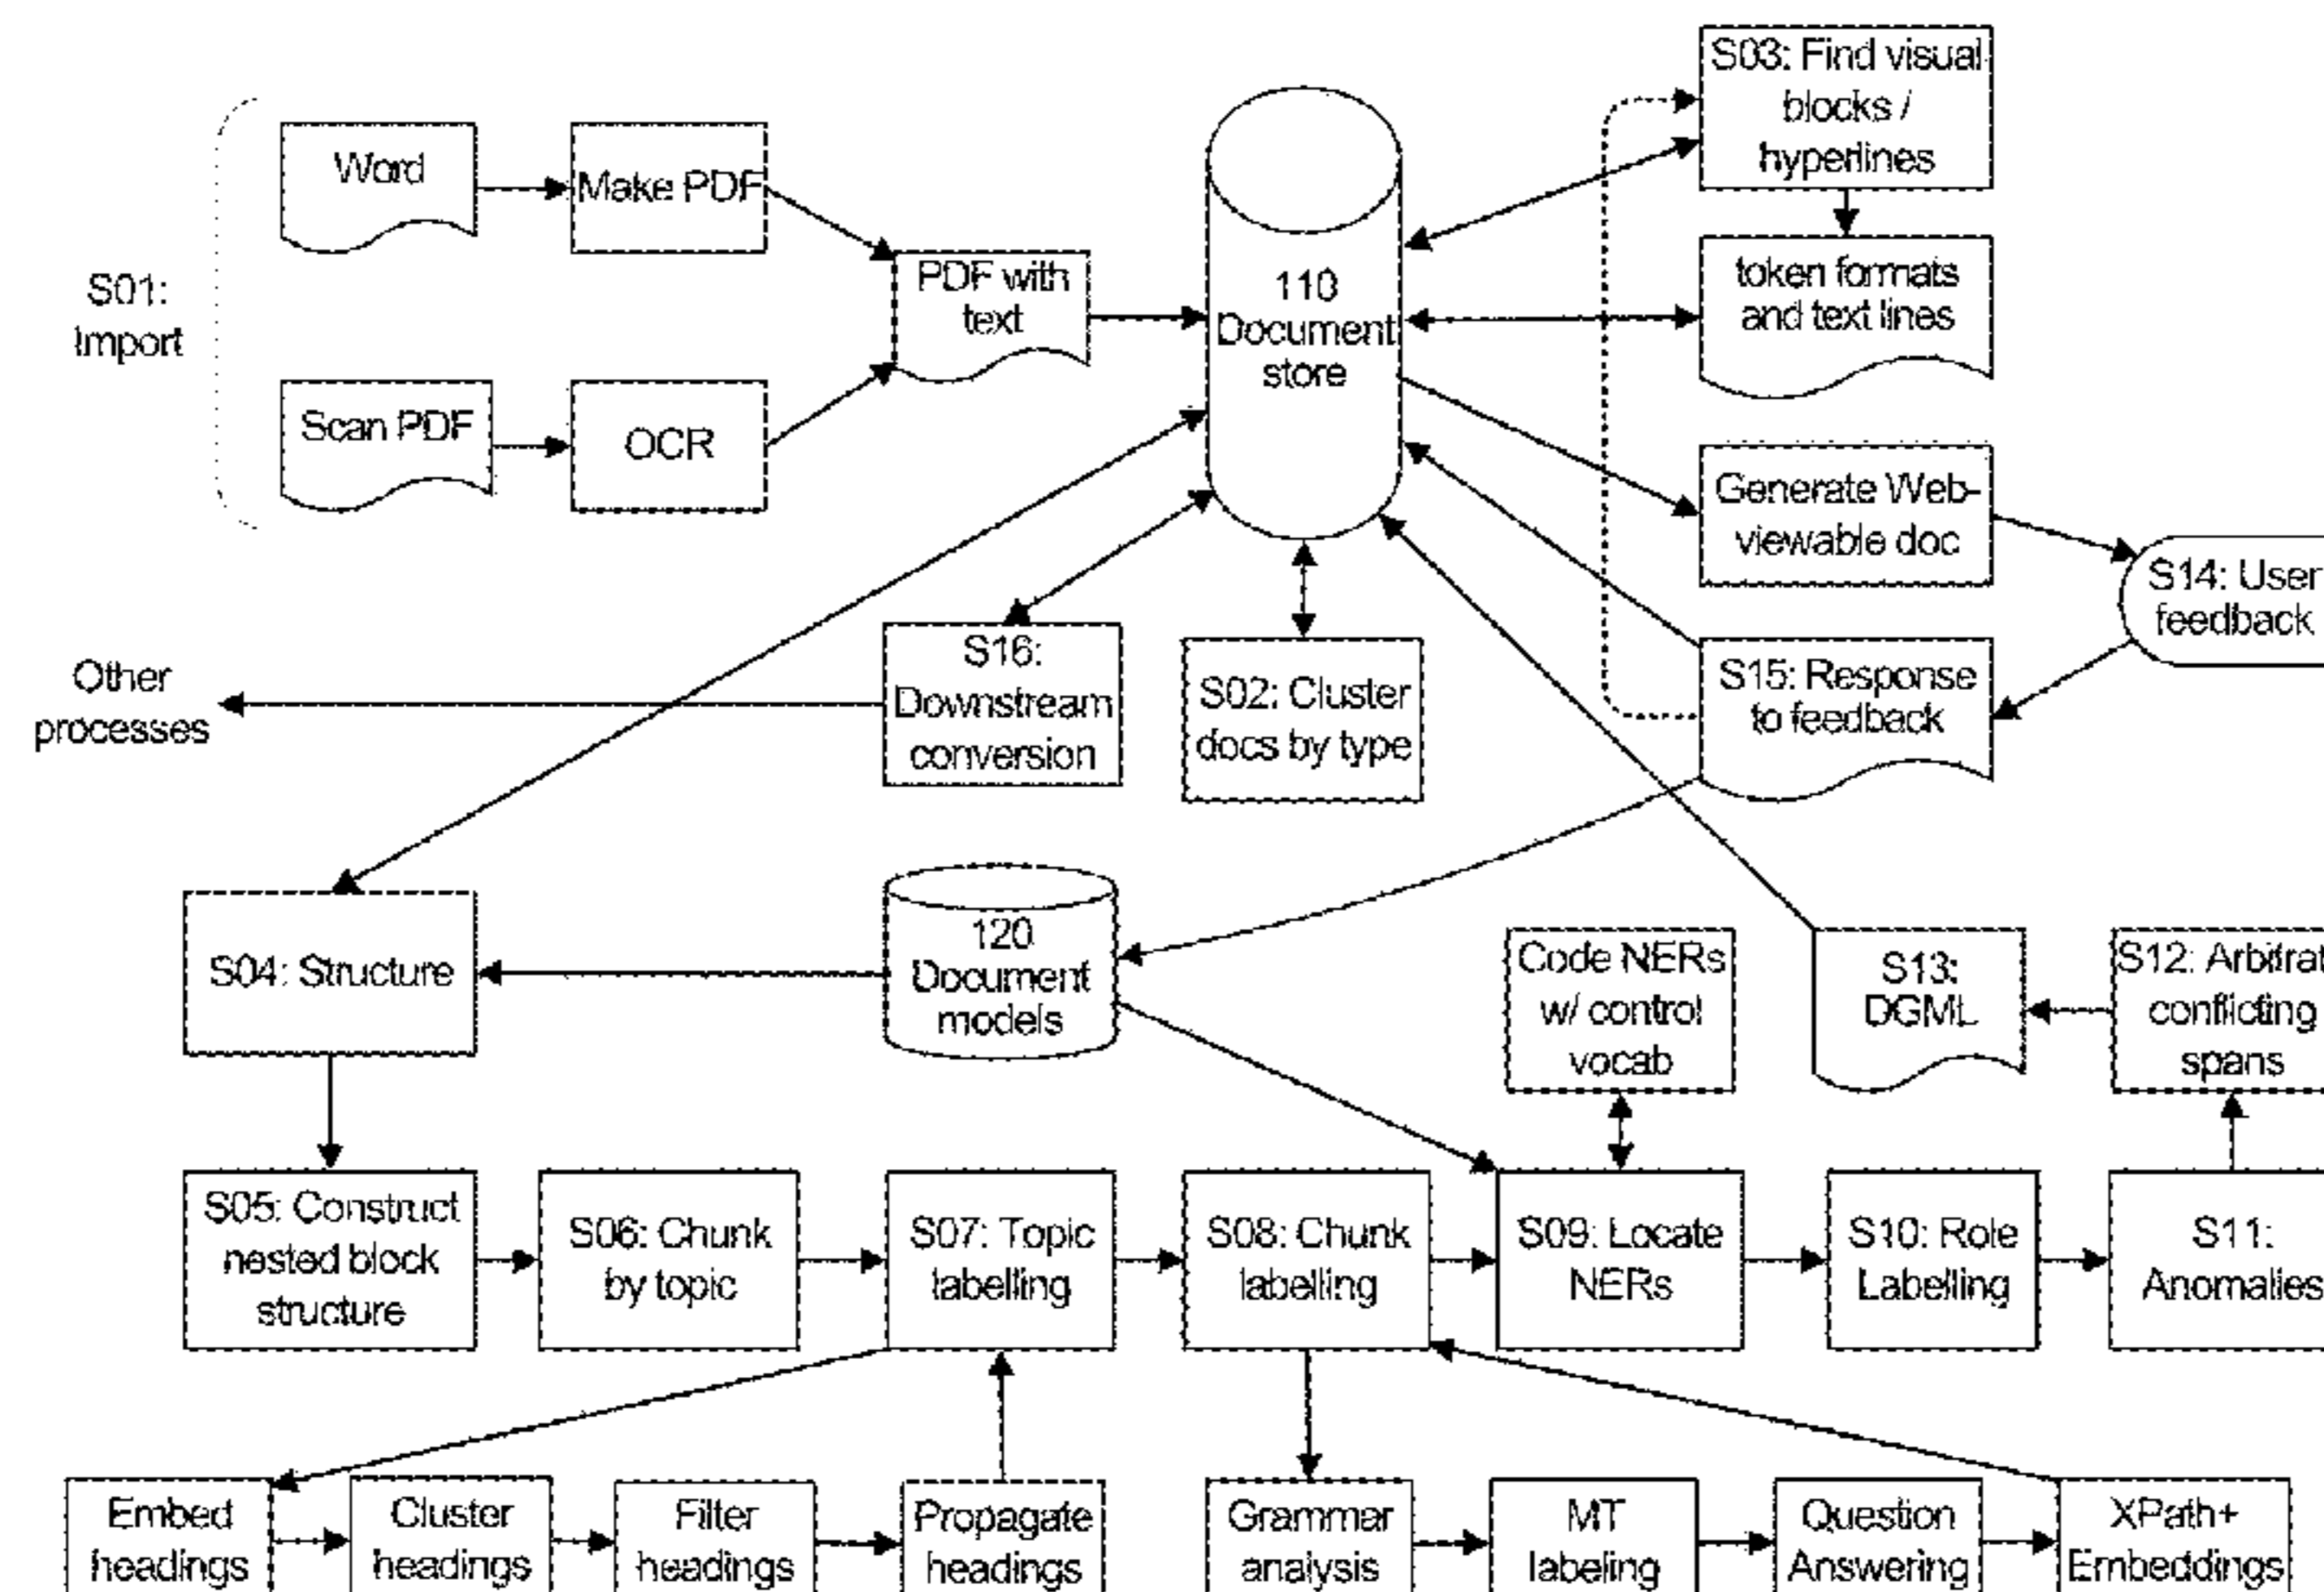 S01:
Import
Word
Make PDF
Scan PDF
OCR
PDF with
text
110
Document
store
S03: Find visual
blocks /
hyperlines
token formats
and text lines
Generate Web-
viewable doc
S14: User
feedback
S15: Response
to feedback
Other
processes
S16:
Downstream
conversion
S02: Cluster
docs by type
S04: Structure
120
Document
models
Code NERs
w/ control
vocab
S13:
DGML
S12: Arbitrat
conflicting
spans
S05: Construct
nested block
structure
S06: Chunk
by topic
S07: Topic
labelling
S08: Chunk
labelling
S09: Locate
NERs
S10: Role
Labelling
S11:
Anomalies
Embed
headings
Cluster
headings
Filter
headings
Propagate
headings
Grammar
analysis
MT
labeling
Question
Answering
XPath+
Embeddings